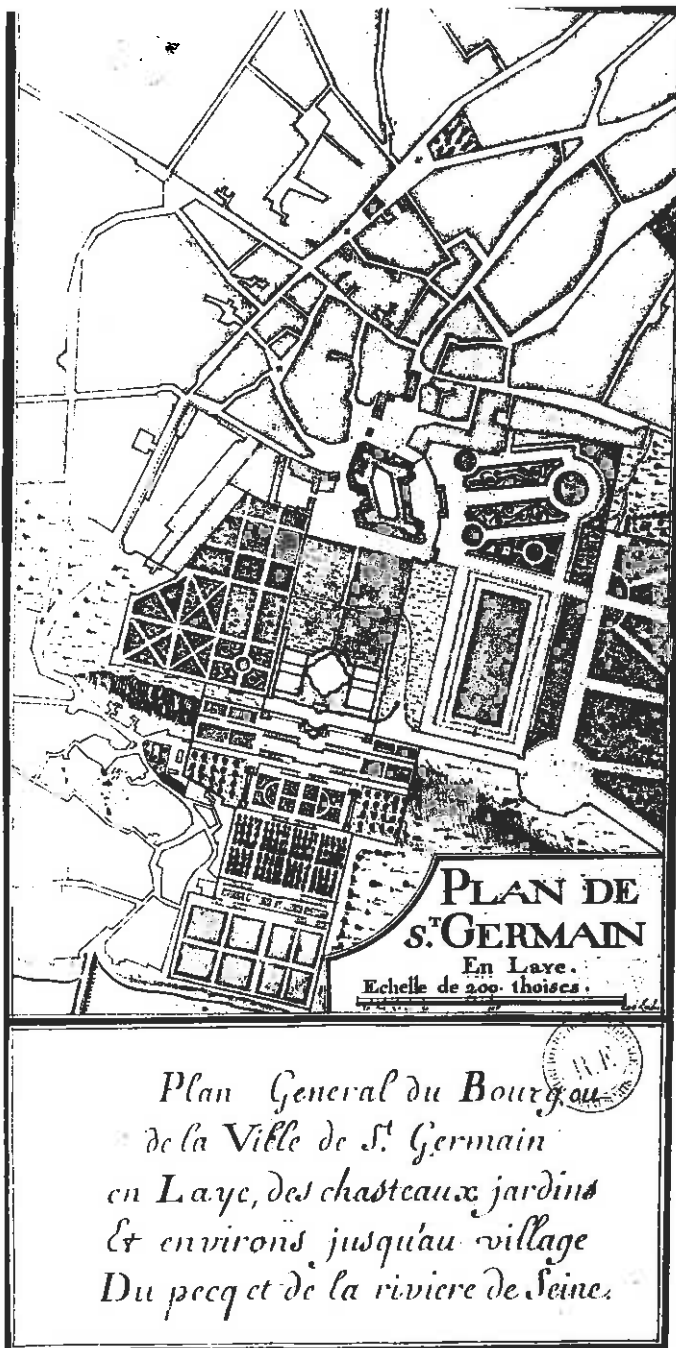 PLAN DE
S.T GERMAIN
En Laye.
Echelle de 200. thoises.
R.F.
Plan General du Bourg ou
de la Ville de S.t Germain
en Laye, des chasteaux jardins
Et environs jusqu'au village
Du pecq et de la riviere de Seine.